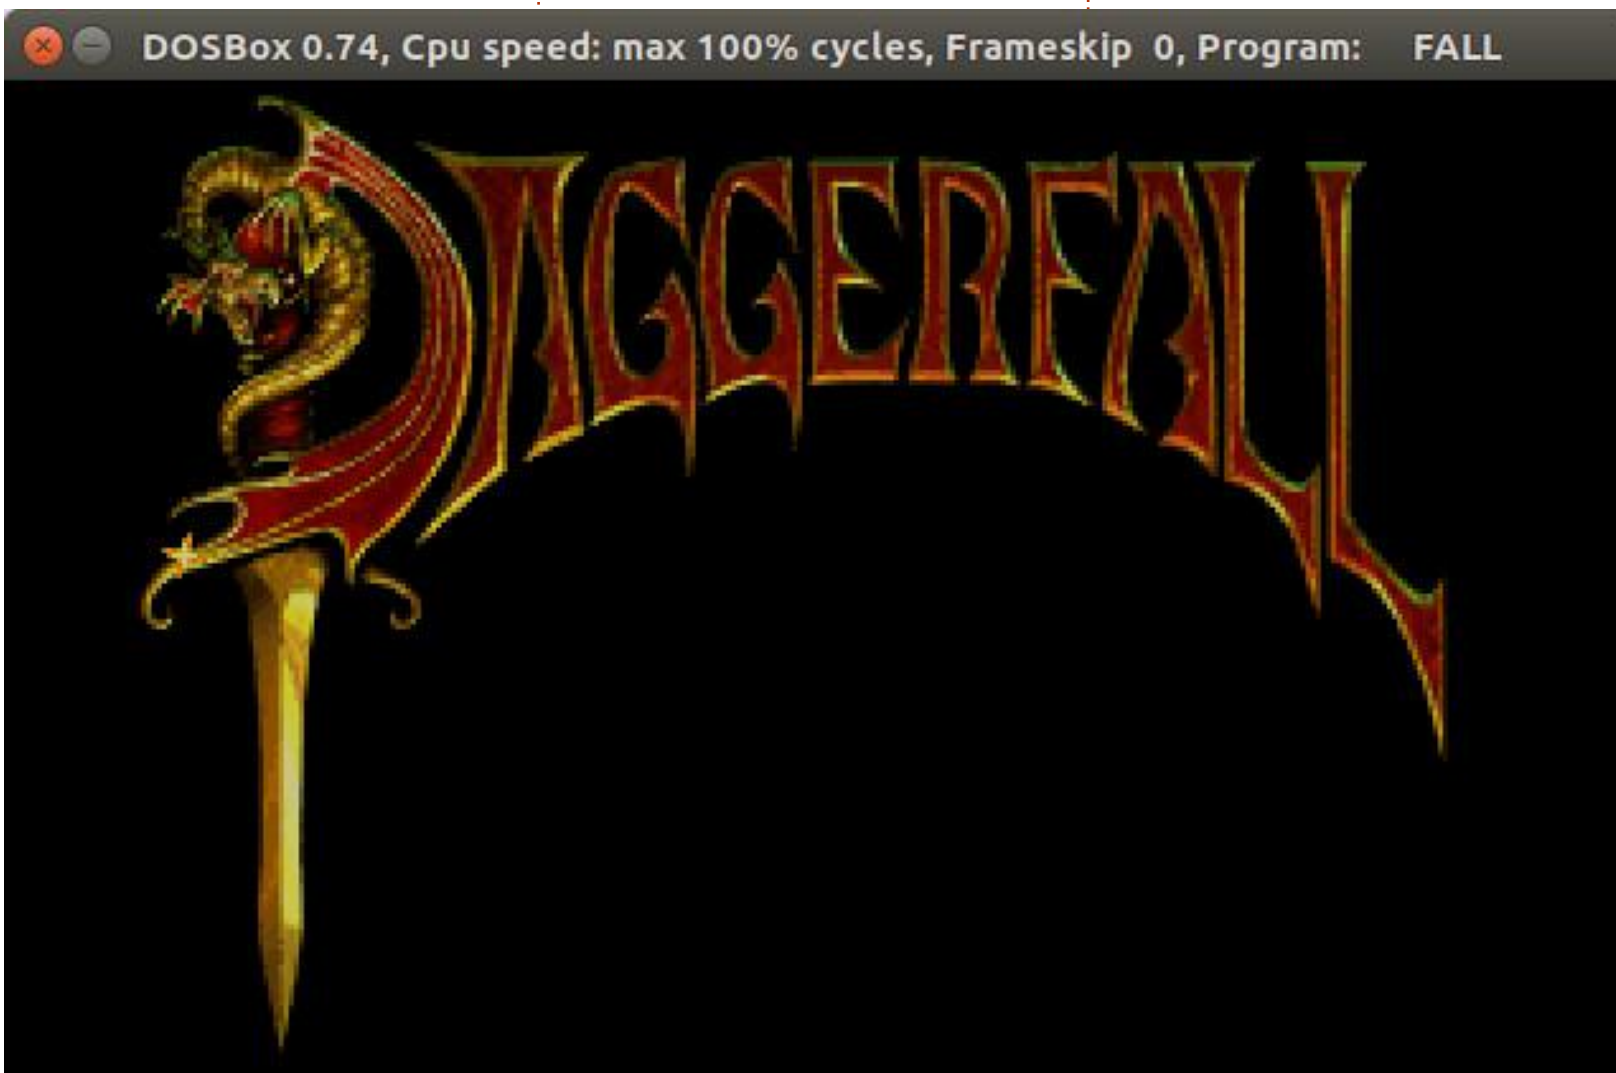 DOSBox 0.74, Cpu speed: max 100% cycles, Frameskip 0, Program: FALL
DAGGERFALL